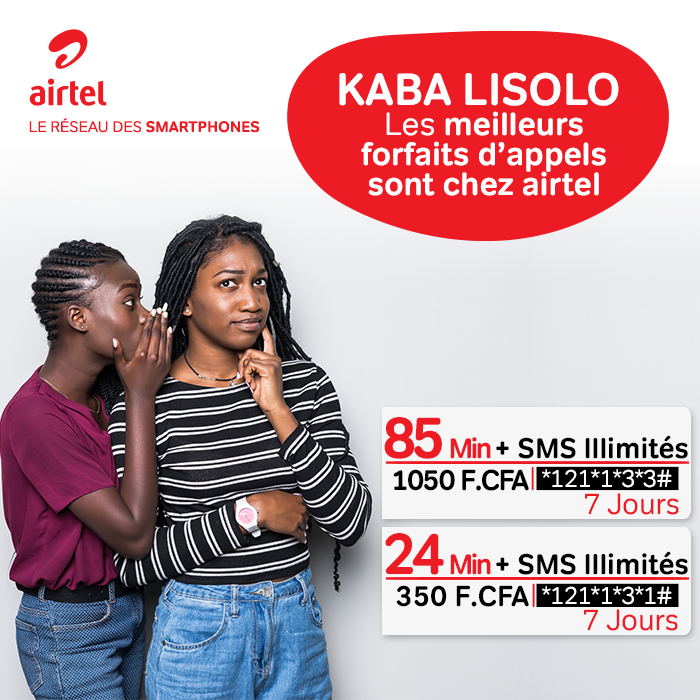 airtel
LE RÉSEAU DES SMARTPHONES
KABA LISOLO
Les meilleurs
forfaits d'appels
sont chez airtel
85 Min + SMS Illimités
1050 F.CFA *121*1*3*3#
7 Jours
24 Min + SMS Illimités
350 F.CFA *121*1*3*1#
7 Jours